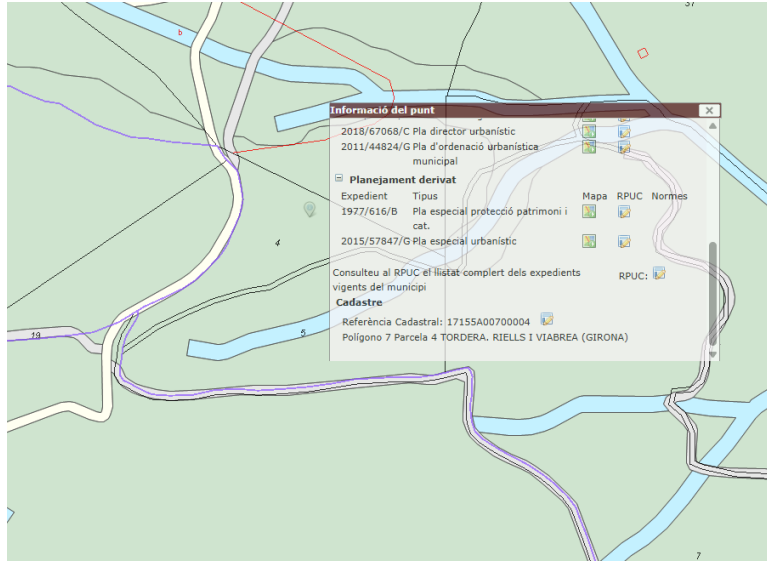 37
b
Informació del punt
2018/67068/C Pla director urbanístic
2011/44824/G Pla d'ordenació urbanística
municipal
Planejament derivat
Expedient Tipus Mapa RPUC Normes
1977/616/B Pla especial protecció patrimoni i
cat.
2015/57847/G Pla especial urbanístic
4
Consulteu al RPUC el llistat complert dels expedients
vigents del municipi RPUC:
Cadastre
Referència Cadastral: 17155A00700004
19
5
Polígono 7 Parcela 4 TORDERA. RIELLS I VIABREA (GIRONA)
7